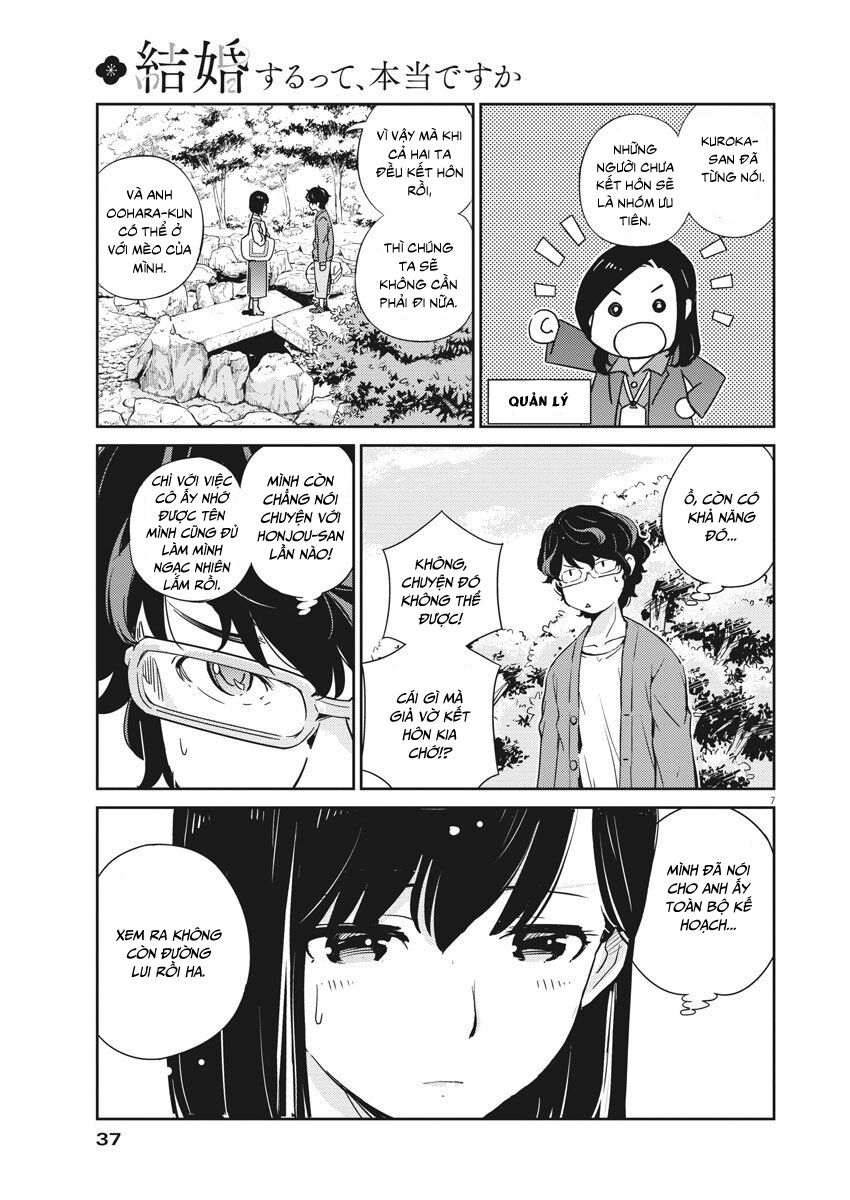 結婚するって、本当ですか
KUROKA-
SAN ĐÃ
TỪNG NÓI.
NHỮNG
NGƯỜI CHƯA
KẾT HÔN SẼ
LÀ NHÓM ƯU
TIÊN.
QUẢN LÝ
VÌ VẬY MÀ KHI
CẢ HAI TA
ĐỀU KẾT HÔN
RỒI,
THÌ CHÚNG
TA SẼ
KHÔNG CẦN
PHẢI ĐI NỮA.
VÀ ANH
OOHARA-KUN
CÓ THỂ Ở
VỚI MÈO CỦA
MÌNH.
Ồ, CÒN CÓ
KHẢ NĂNG
ĐÓ...
KHÔNG,
CHUYỆN ĐÓ
KHÔNG THỂ
ĐƯỢC!
CÁI GÌ MÀ
GIẢ VỜ KẾT
HÔN KIA
CHỚ!?
MÌNH CÒN
CHẲNG NÓI
CHUYỆN VỚI
HONJOU-SAN
LẦN NÀO!
CHỈ VỚI VIỆC
CÔ ẤY NHỚ
ĐƯỢC TÊN
MÌNH CŨNG ĐỦ
LÀM MÌNH
NGẠC NHIÊN
LẮM RỒI.
7
MÌNH ĐÃ NÓI
CHO ANH ẤY
TOÀN BỘ KẾ
HOẠCH...
XEM RA KHÔNG
CÒN ĐƯỜNG
LUI RỒI HA.
37